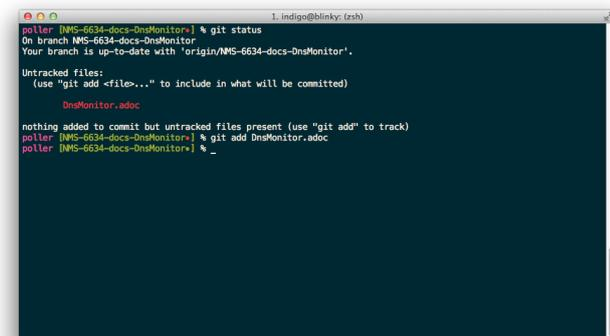 1. indigo@blinky: (zsh)
poller [NMS-6634-docs-DnsMonitor•] % git status
On branch NMS-6634-docs-DnsMonitor
Your branch is up-to-date with 'origin/NMS-6634-docs-DnsMonitor'.
Untracked files:
(use "git add <file>..." to include in what will be committed)
DnsMonitor.adoc
nothing added to commit but untracked files present (use "git add" to track)
poller [NMS-6634-docs-DnsMonitor•] % git add DnsMonitor.adoc
poller [NMS-6634-docs-DnsMonitor•] % _